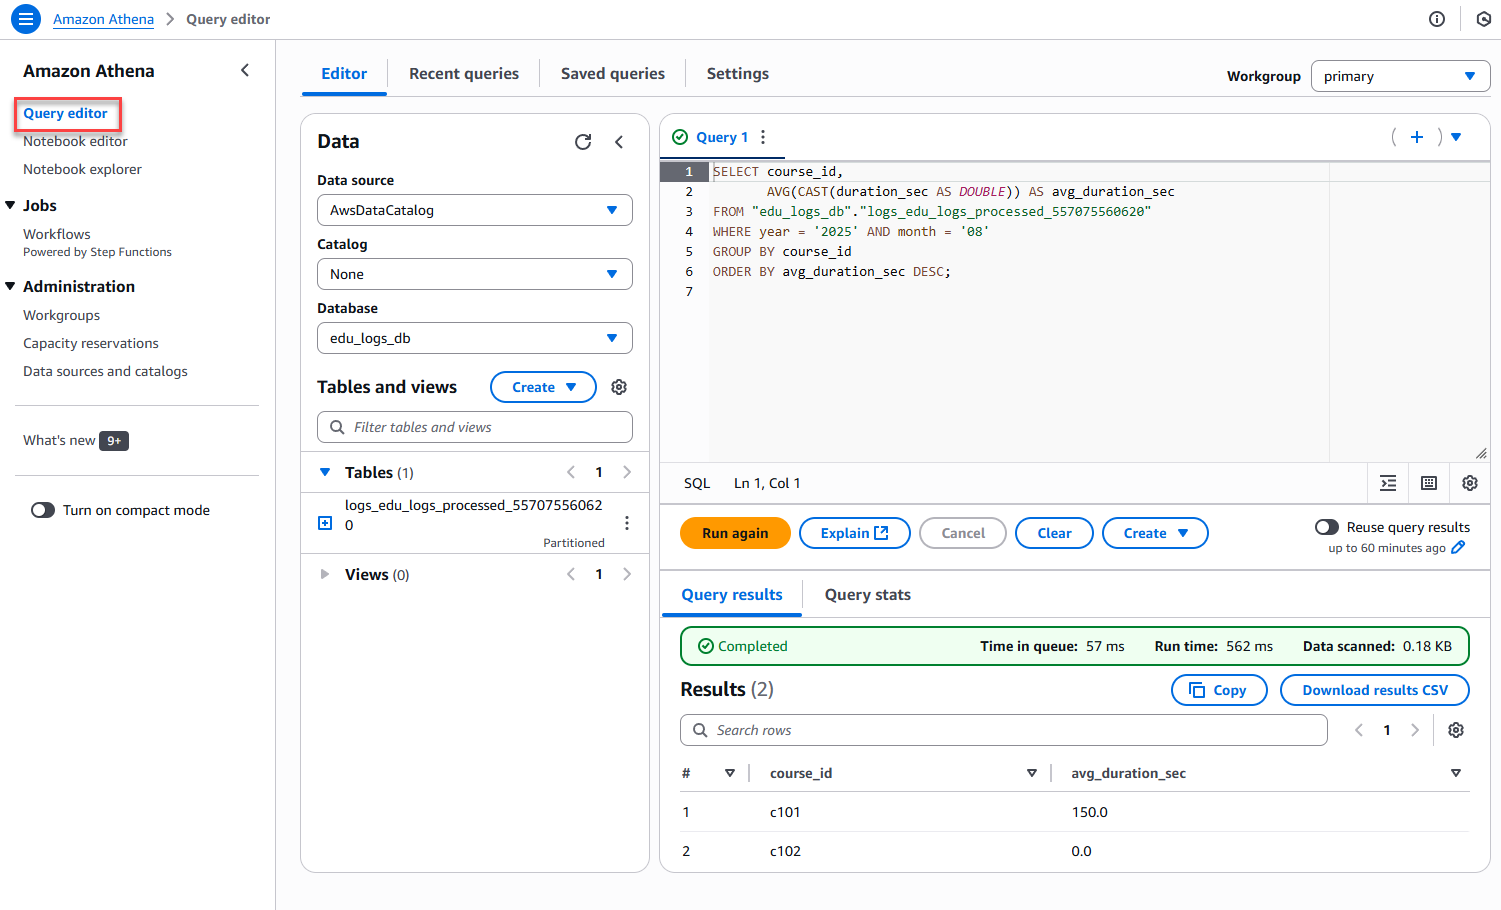 Amazon Athena > Query editor
Amazon Athena
Query editor
Notebook editor
Notebook explorer
Jobs
Workflows
Powered by Step Functions
Administration
Workgroups
Capacity reservations
Data sources and catalogs
What's new 9+
Turn on compact mode
Editor
Recent queries
Saved queries
Settings
Workgroup
primary
Data
Data source
AwsDataCatalog
Catalog
None
Database
edu_logs_db
Tables and views
Create
Filter tables and views
Tables (1)
1
logs_edu_logs_processed_55707556062
0
Partitioned
Views (0)
1
Query 1
1 SELECT course_id,
2 AVG(CAST(duration_sec AS DOUBLE)) AS avg_duration_sec
3 FROM "edu_logs_db"."logs_edu_logs_processed_557075560620"
4 WHERE year = '2025' AND month = '08'
5 GROUP BY course_id
6 ORDER BY avg_duration_sec DESC;
7
SQL Ln 1, Col 1
Run again
Explain
Cancel
Clear
Create
Reuse query results
up to 60 minutes ago
Query results
Query stats
Completed
Time in queue: 57 ms
Run time: 562 ms
Data scanned: 0.18 KB
Results (2)
Copy
Download results CSV
Search rows
1
# course_id avg_duration_sec
1 c101 150.0
2 c102 0.0